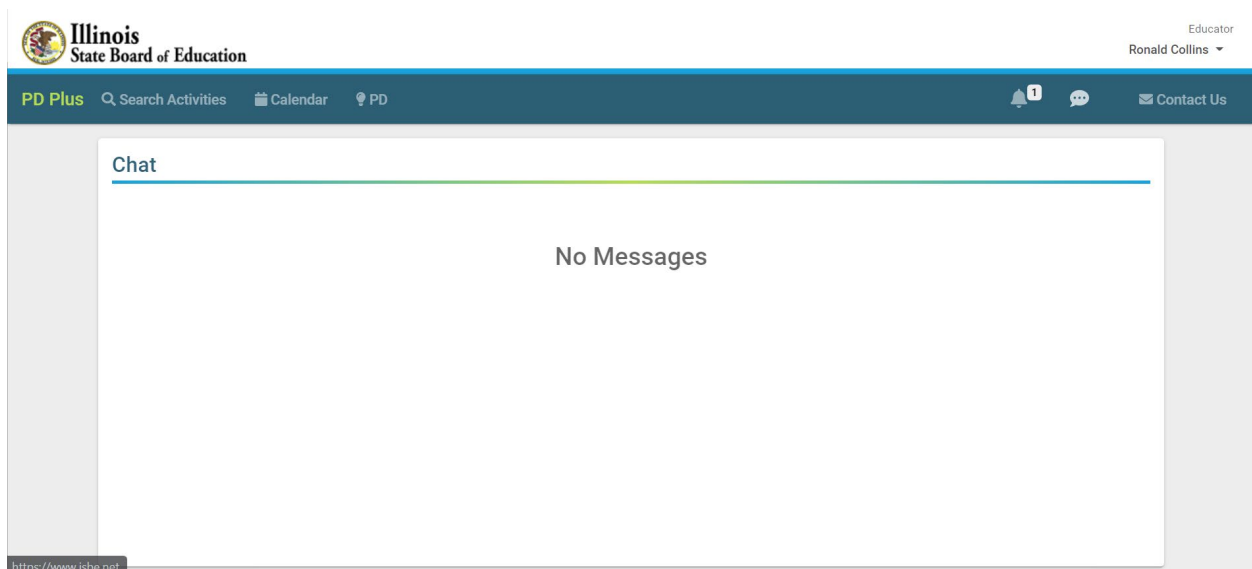 Illinois
State Board of Education
Educator
Ronald Collins
PD Plus Search Activities Calendar PD 1 Contact Us
Chat
No Messages
https://www.isbe.net